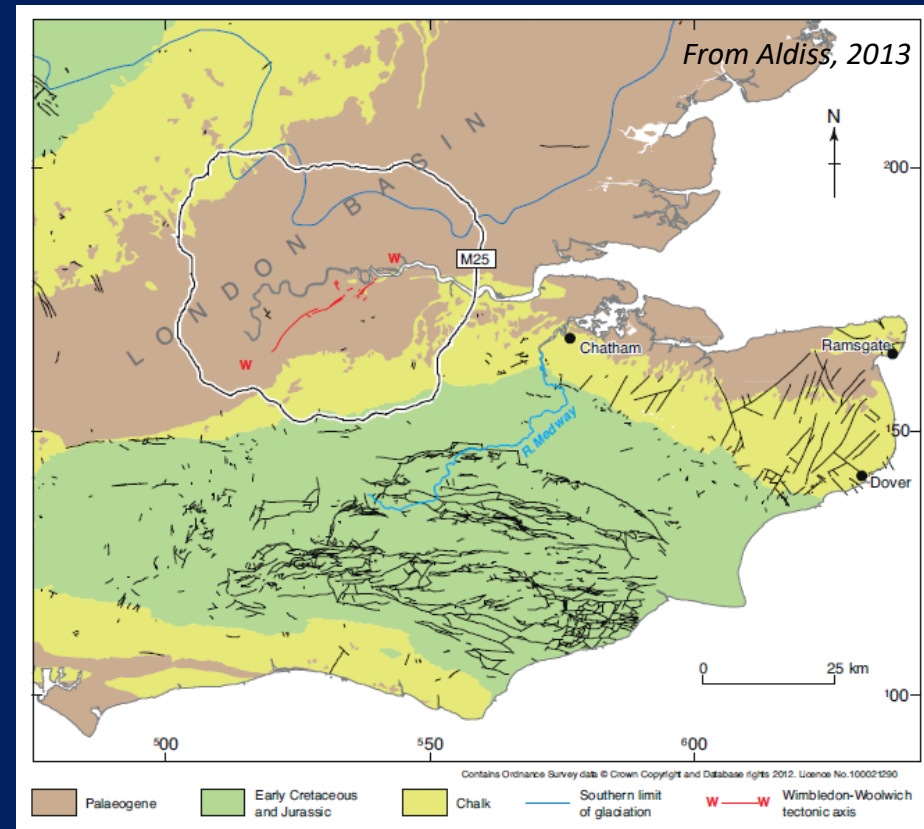 From Aldiss, 2013
N
²00
LONDON BASIN
W
M25
W
Chatham
Ramsgate
R. Medway
¹50
Dover
0 25 km
¹00
⁵00 ⁵50 ⁶00
Contains Ordnance Survey data © Crown Copyright and Database rights 2012. Licence No.100021290
Palaeogene
Early Cretaceous
and Jurassic
Chalk
Southern limit
of glaciation
W W
Wimbledon-Woolwich
tectonic axis